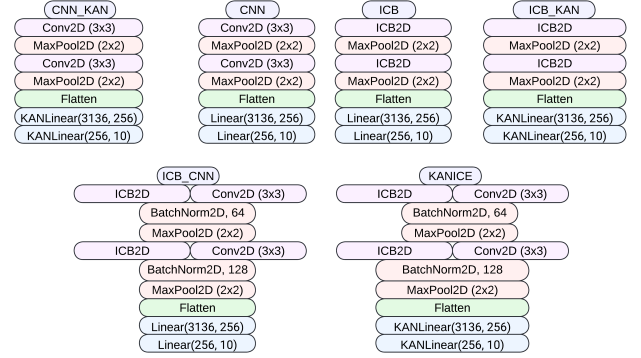 CNN_KAN
Conv2D (3x3)
MaxPool2D (2x2)
Conv2D (3x3)
MaxPool2D (2x2)
Flatten
KANLinear(3136, 256)
KANLinear(256, 10)
CNN
Conv2D (3x3)
MaxPool2D (2x2)
Conv2D (3x3)
MaxPool2D (2x2)
Flatten
Linear(3136, 256)
Linear(256, 10)
ICB
ICB2D
MaxPool2D (2x2)
ICB2D
MaxPool2D (2x2)
Flatten
Linear(3136, 256)
Linear(256, 10)
ICB_KAN
ICB2D
MaxPool2D (2x2)
ICB2D
MaxPool2D (2x2)
Flatten
KANLinear(3136, 256)
KANLinear(256, 10)
ICB_CNN
ICB2D Conv2D (3x3)
BatchNorm2D, 64
MaxPool2D (2x2)
ICB2D Conv2D (3x3)
BatchNorm2D, 128
MaxPool2D (2x2)
Flatten
Linear(3136, 256)
Linear(256, 10)
KANICE
ICB2D Conv2D (3x3)
BatchNorm2D, 64
MaxPool2D (2x2)
ICB2D Conv2D (3x3)
BatchNorm2D, 128
MaxPool2D (2x2)
Flatten
KANLinear(3136, 256)
KANLinear(256, 10)